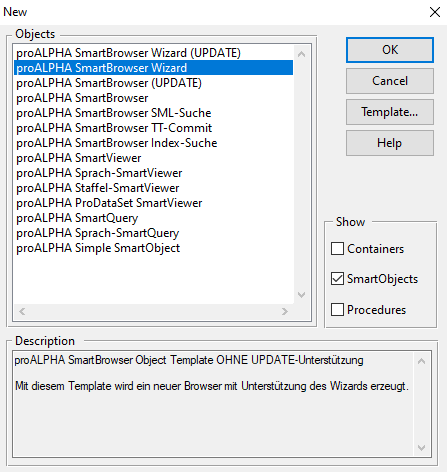 New
Objects
proALPHA SmartBrowser Wizard (UPDATE)
proALPHA SmartBrowser Wizard
proALPHA SmartBrowser (UPDATE)
proALPHA SmartBrowser
proALPHA SmartBrowser SML-Suche
proALPHA SmartBrowser TT-Commit
proALPHA SmartBrowser Index-Suche
proALPHA SmartViewer
proALPHA Sprach-SmartViewer
proALPHA Staffel-SmartViewer
proALPHA ProDataSet SmartViewer
proALPHA SmartQuery
proALPHA Sprach-SmartQuery
proALPHA Simple SmartObject
OK
Cancel
Template...
Help
Show
Containers
SmartObjects
Procedures
Description
proALPHA SmartBrowser Object Template OHNE UPDATE-Unterstützung
Mit diesem Template wird ein neuer Browser mit Unterstützung des Wizards erzeugt.